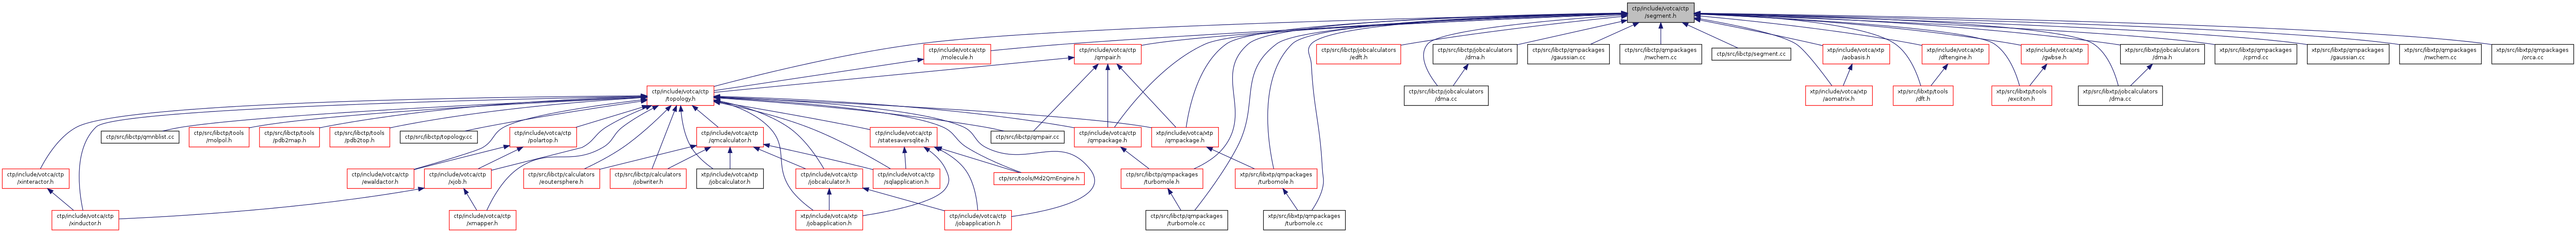 ctp/include/votca/ctp
/segment.h
ctp/include/votca/ctp
/molecule.h
ctp/include/votca/ctp
/qmpair.h
ctp/src/libctp/jobcalculators
/edft.h
ctp/src/libctp/jobcalculators
/dma.h
ctp/src/libctp/qmpackages
/gaussian.cc
ctp/src/libctp/qmpackages
/nwchem.cc
ctp/src/libctp/segment.cc
xtp/include/votca/xtp
/aobasis.h
xtp/include/votca/xtp
/dftengine.h
xtp/include/votca/xtp
/gwbse.h
xtp/src/libxtp/jobcalculators
/dma.h
xtp/src/libxtp/qmpackages
/cpmd.cc
xtp/src/libxtp/qmpackages
/gaussian.cc
xtp/src/libxtp/qmpackages
/nwchem.cc
xtp/src/libxtp/qmpackages
/orca.cc
ctp/include/votca/ctp
/topology.h
ctp/src/libctp/jobcalculators
/dma.cc
xtp/include/votca/xtp
/aomatrix.h
xtp/src/libxtp/tools
/dft.h
xtp/src/libxtp/tools
/exciton.h
xtp/src/libxtp/jobcalculators
/dma.cc
ctp/src/libctp/qmnblist.cc
ctp/src/libctp/tools
/molpol.h
ctp/src/libctp/tools
/pdb2map.h
ctp/src/libctp/tools
/pdb2top.h
ctp/src/libctp/topology.cc
ctp/include/votca/ctp
/polartop.h
ctp/include/votca/ctp
/qmcalculator.h
ctp/include/votca/ctp
/statesaversqlite.h
ctp/src/libctp/qmpair.cc
ctp/include/votca/ctp
/qmpackage.h
xtp/include/votca/xtp
/qmpackage.h
ctp/include/votca/ctp
/xinteractor.h
ctp/include/votca/ctp
/ewaldactor.h
ctp/include/votca/ctp
/xjob.h
ctp/src/libctp/calculators
/eoutersphere.h
ctp/src/libctp/calculators
/jobwriter.h
xtp/include/votca/xtp
/jobcalculator.h
ctp/include/votca/ctp
/jobcalculator.h
ctp/include/votca/ctp
/sqlapplication.h
ctp/src/tools/Md2QmEngine.h
ctp/src/libctp/qmpackages
/turbomole.h
xtp/src/libxtp/qmpackages
/turbomole.h
ctp/include/votca/ctp
/xinductor.h
ctp/include/votca/ctp
/xmapper.h
xtp/include/votca/xtp
/jobapplication.h
ctp/include/votca/ctp
/jobapplication.h
ctp/src/libctp/qmpackages
/turbomole.cc
xtp/src/libxtp/qmpackages
/turbomole.cc